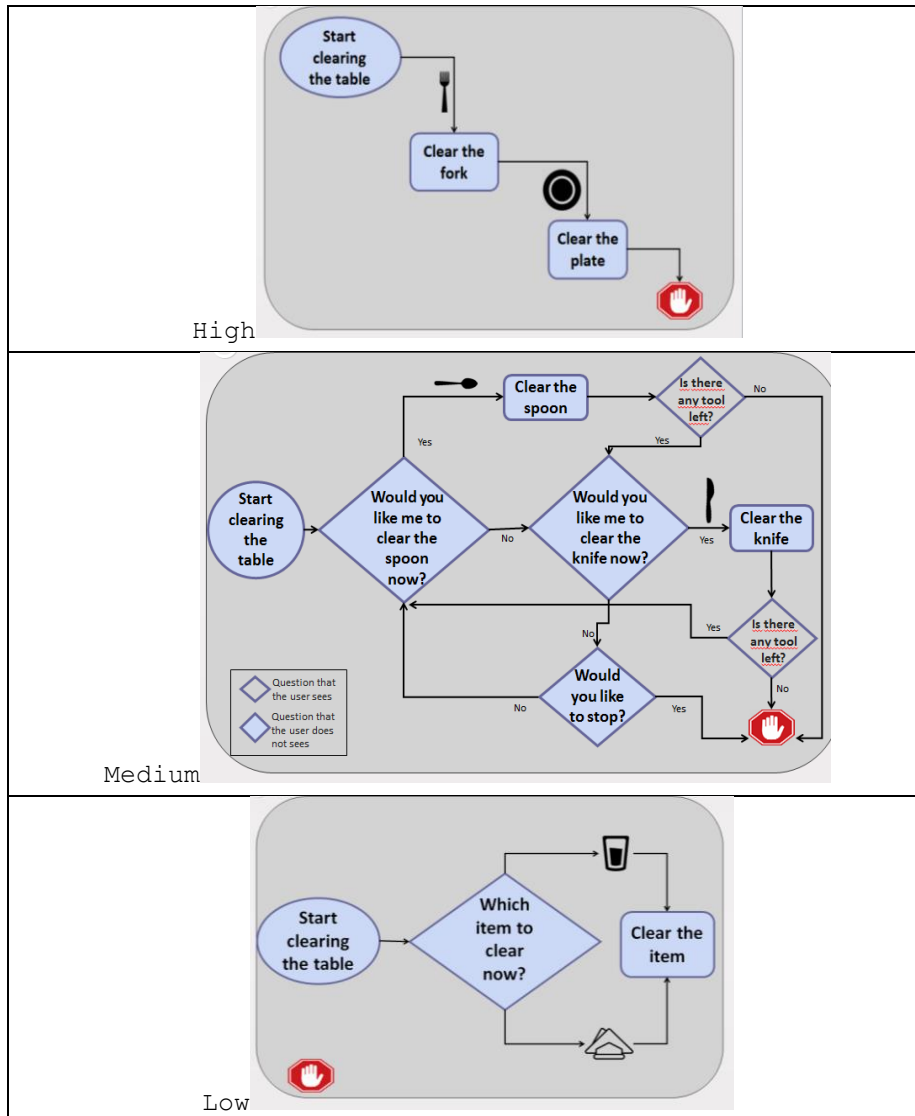 Start
clearing
the table
Clear the
fork
Clear the
plate
High
Clear the
spoon
Is there
any tool
left?
No
Yes
Yes
Start
clearing
the
table
Would you
like me to
clear the
spoon
now?
No
Would you
like me to
clear the
knife now?
Yes
Clear the
knife
Is there
any tool
left?
Yes
No
No
Would
you like
to stop?
No
Yes
Question that
the user sees
Question that
the user does
not sees
Medium
Start
clearing
the table
Which
item to
clear
now?
Clear the
item
Low